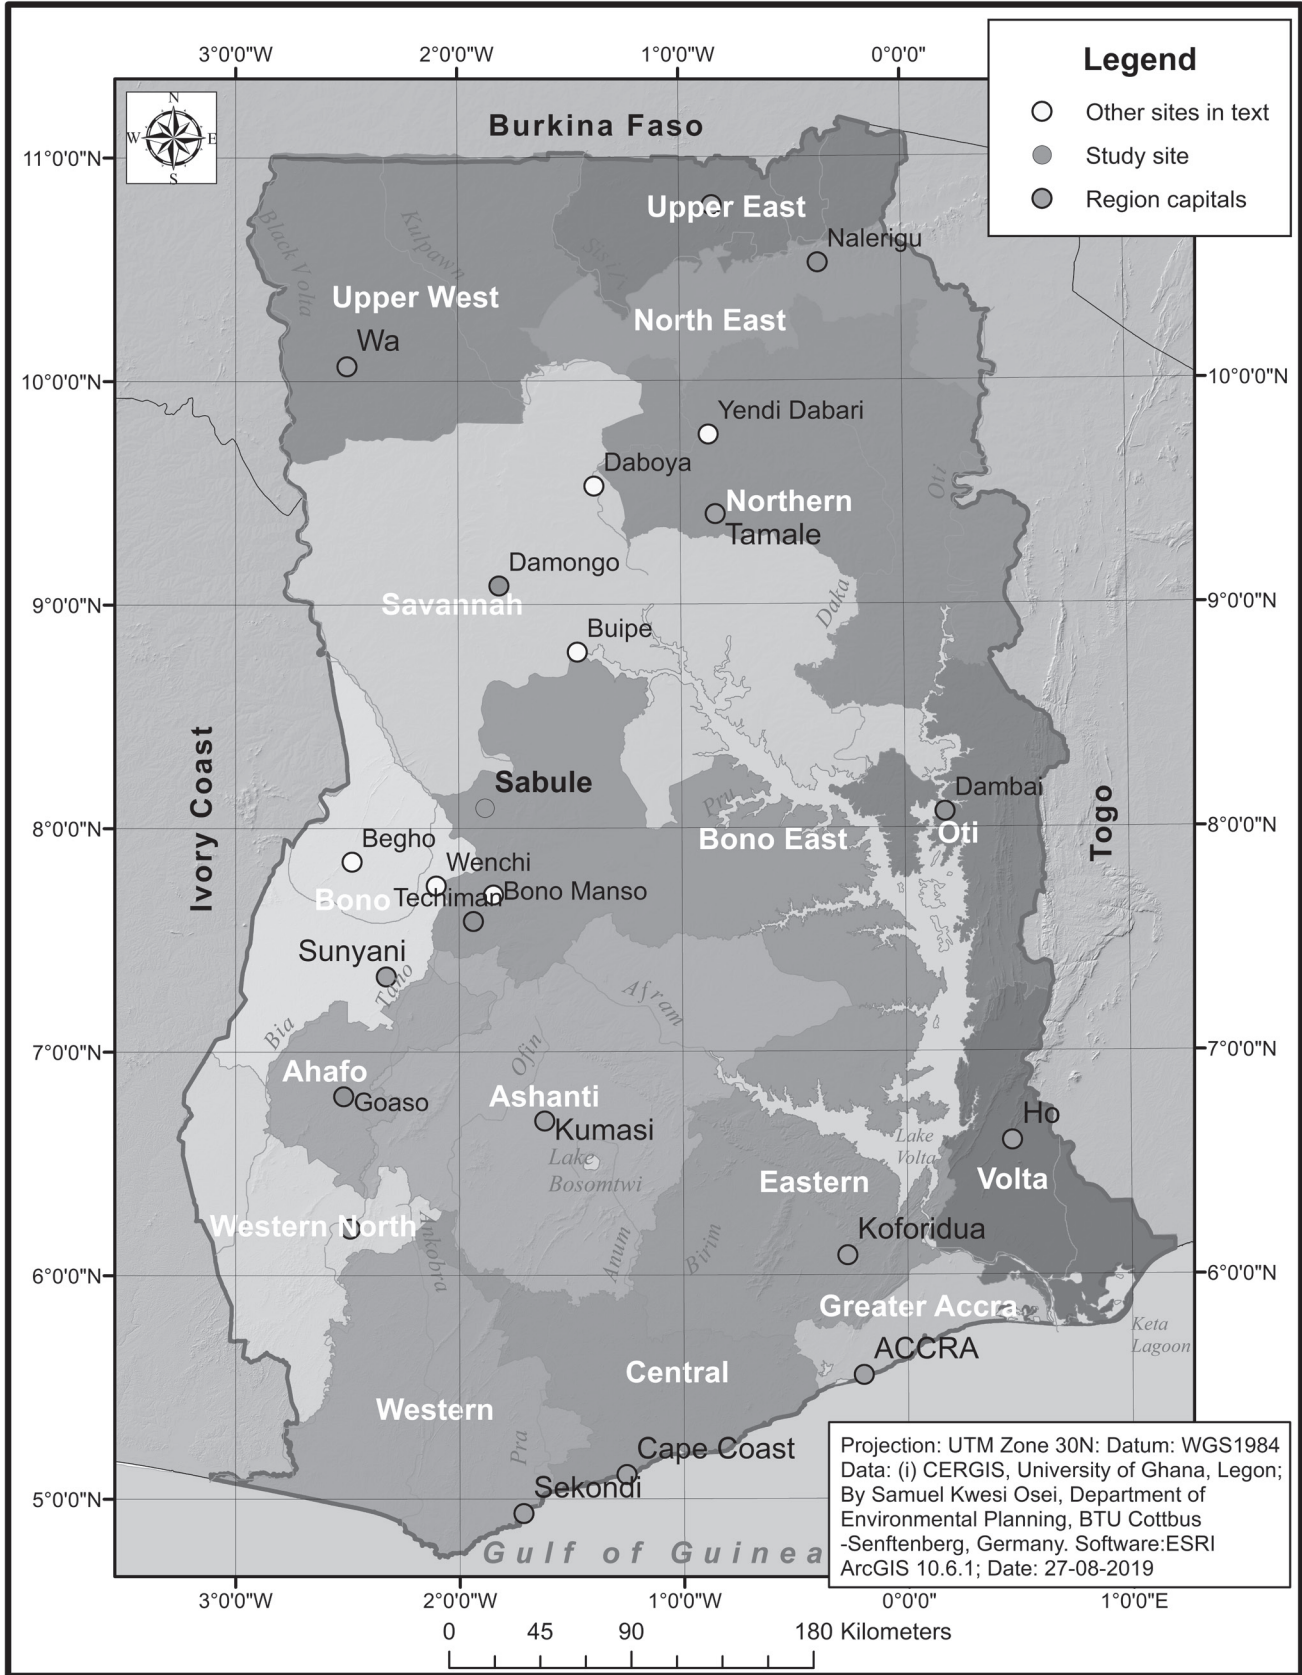 3°0'0"W
2°0'0"W
1°0'0"W
0°0'0"
Legend
Other sites in text
Study site
Region capitals
N
W
E
S
Burkina Faso
11°0'0"N
Upper East
Nalerigu
Black Volta
Kulpawn
Upper West
North East
Wa
10°0'0"N
10°0'0"N
Yendi Dabari
Daboya
Oti
Northern
Tamale
Damongo
Savannah
9°0'0"N
9°0'0"N
Daka
Buipe
Ivory Coast
Togo
Sabule
Pru
Dambai
8°0'0"N
8°0'0"N
Begho
Bono East
Oti
Wenchi
Bono
Techiman
Bono Manso
Sunyani
Tano
Bia
Afram
7°0'0"N
7°0'0"N
Ofin
Ahafo
Goaso
Ashanti
Kumasi
Ho
Lake
Volta
Lake
Bosomtwi
Eastern
Volta
Western North
Ankobra
Anum
Birim
Koforidua
6°0'0"N
6°0'0"N
Greater Accra
Keta
Lagoon
ACCRA
Central
Western
Pra
Cape Coast
Sekondi
5°0'0"N
Gulf of Guinea
Projection: UTM Zone 30N: Datum: WGS1984
Data: (i) CERGIS, University of Ghana, Legon;
By Samuel Kwesi Osei, Department of
Environmental Planning, BTU Cottbus
-Senftenberg, Germany. Software:ESRI
ArcGIS 10.6.1; Date: 27-08-2019
3°0'0"W
2°0'0"W
1°0'0"W
0°0'0"
1°0'0"E
0
45
90
180 Kilometers